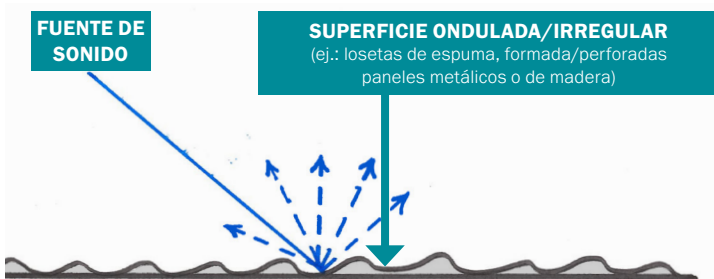 FUENTE DE
SONIDO
SUPERFICIE ONDULADA/IRREGULAR
(ej.: losetas de espuma, formada/perforadas
paneles metálicos o de madera)